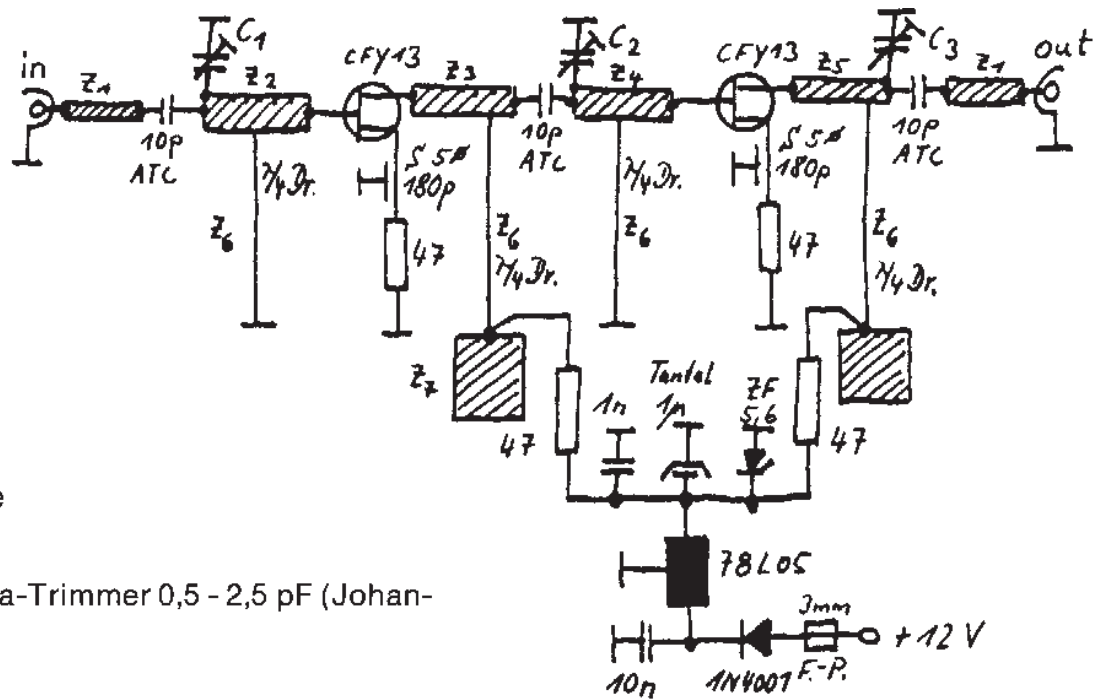 in
Z1
10p
ATC
C1
Z2
λ/4 Dr.
Z6
CFY13
S 5ø
180p
47
Z3
Z6
λ/4 Dr.
Z7
47
10p
ATC
C2
Z4
λ/4 Dr.
Z6
CFY13
S 5ø
180p
47
Z5
C3
Z6
λ/4 Dr.
10p
ATC
Z1
out
1n
Tantal
1µ
ZF
5,6
47
78L05
10n
1N4001
3mm
F.-P.
+12 V
e
a-Trimmer 0,5 - 2,5 pF (Johan-